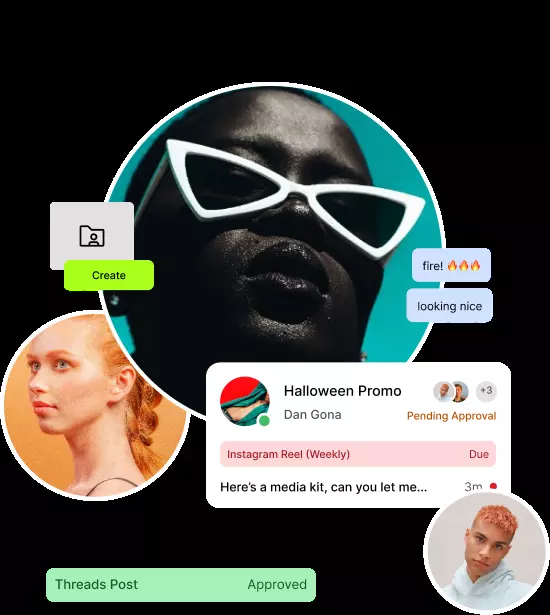 Create
fire! 🔥🔥🔥
looking nice
Halloween Promo
+3
Dan Gona
Pending Approval
Instagram Reel (Weekly) Due
Here’s a media kit, can you let me... 3m
Threads Post Approved